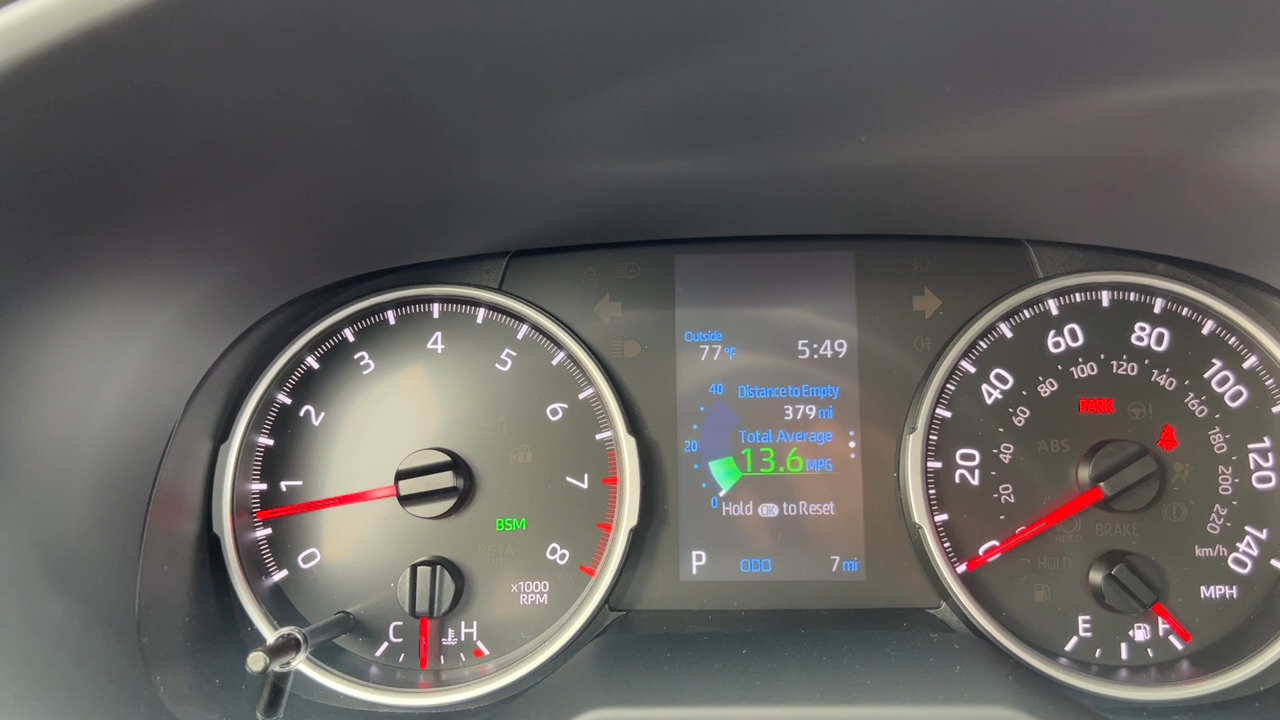 0
1
2
3
4
5
6
7
8
BSM
RCTA
x1000
RPM
C
H
Outside
77°F
5:49
40
Distance to Empty
379 mi
Total Average
20
13.6 MPG
0
Hold OK to Reset
P
ODO
7 mi
0
20
40
60
80
100
120
140
20
40
60
80
100
120
140
160
180
200
220
km/h
MPH
PARK
ABS
BRAKE
HOLD
HOLD
E
F